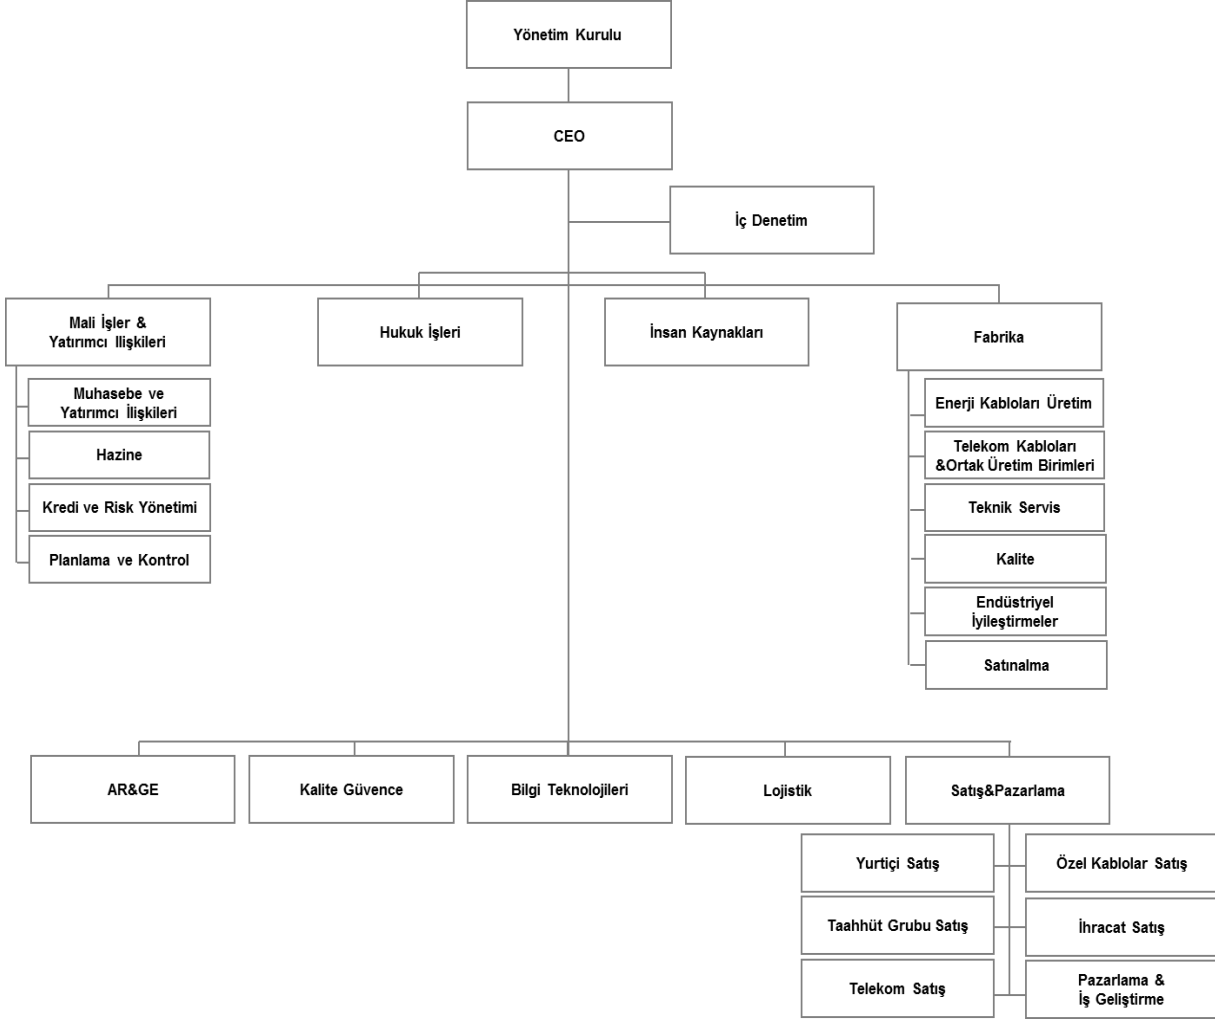 Yönetim Kurulu
CEO
İç Denetim
Mali İşler &
Yatırımcı Ilişkileri
Hukuk İşleri
İnsan Kaynakları
Fabrika
Muhasebe ve
Yatırımcı İlişkileri
Hazine
Kredi ve Risk Yönetimi
Planlama ve Kontrol
Enerji Kabloları Üretim
Telekom Kabloları
&Ortak Üretim Birimleri
Teknik Servis
Kalite
Endüstriyel
İyileştirmeler
Satınalma
AR&GE
Kalite Güvence
Bilgi Teknolojileri
Lojistik
Satış&Pazarlama
Yurtiçi Satış
Özel Kablolar Satış
Taahhüt Grubu Satış
İhracat Satış
Telekom Satış
Pazarlama &
İş Geliştirme